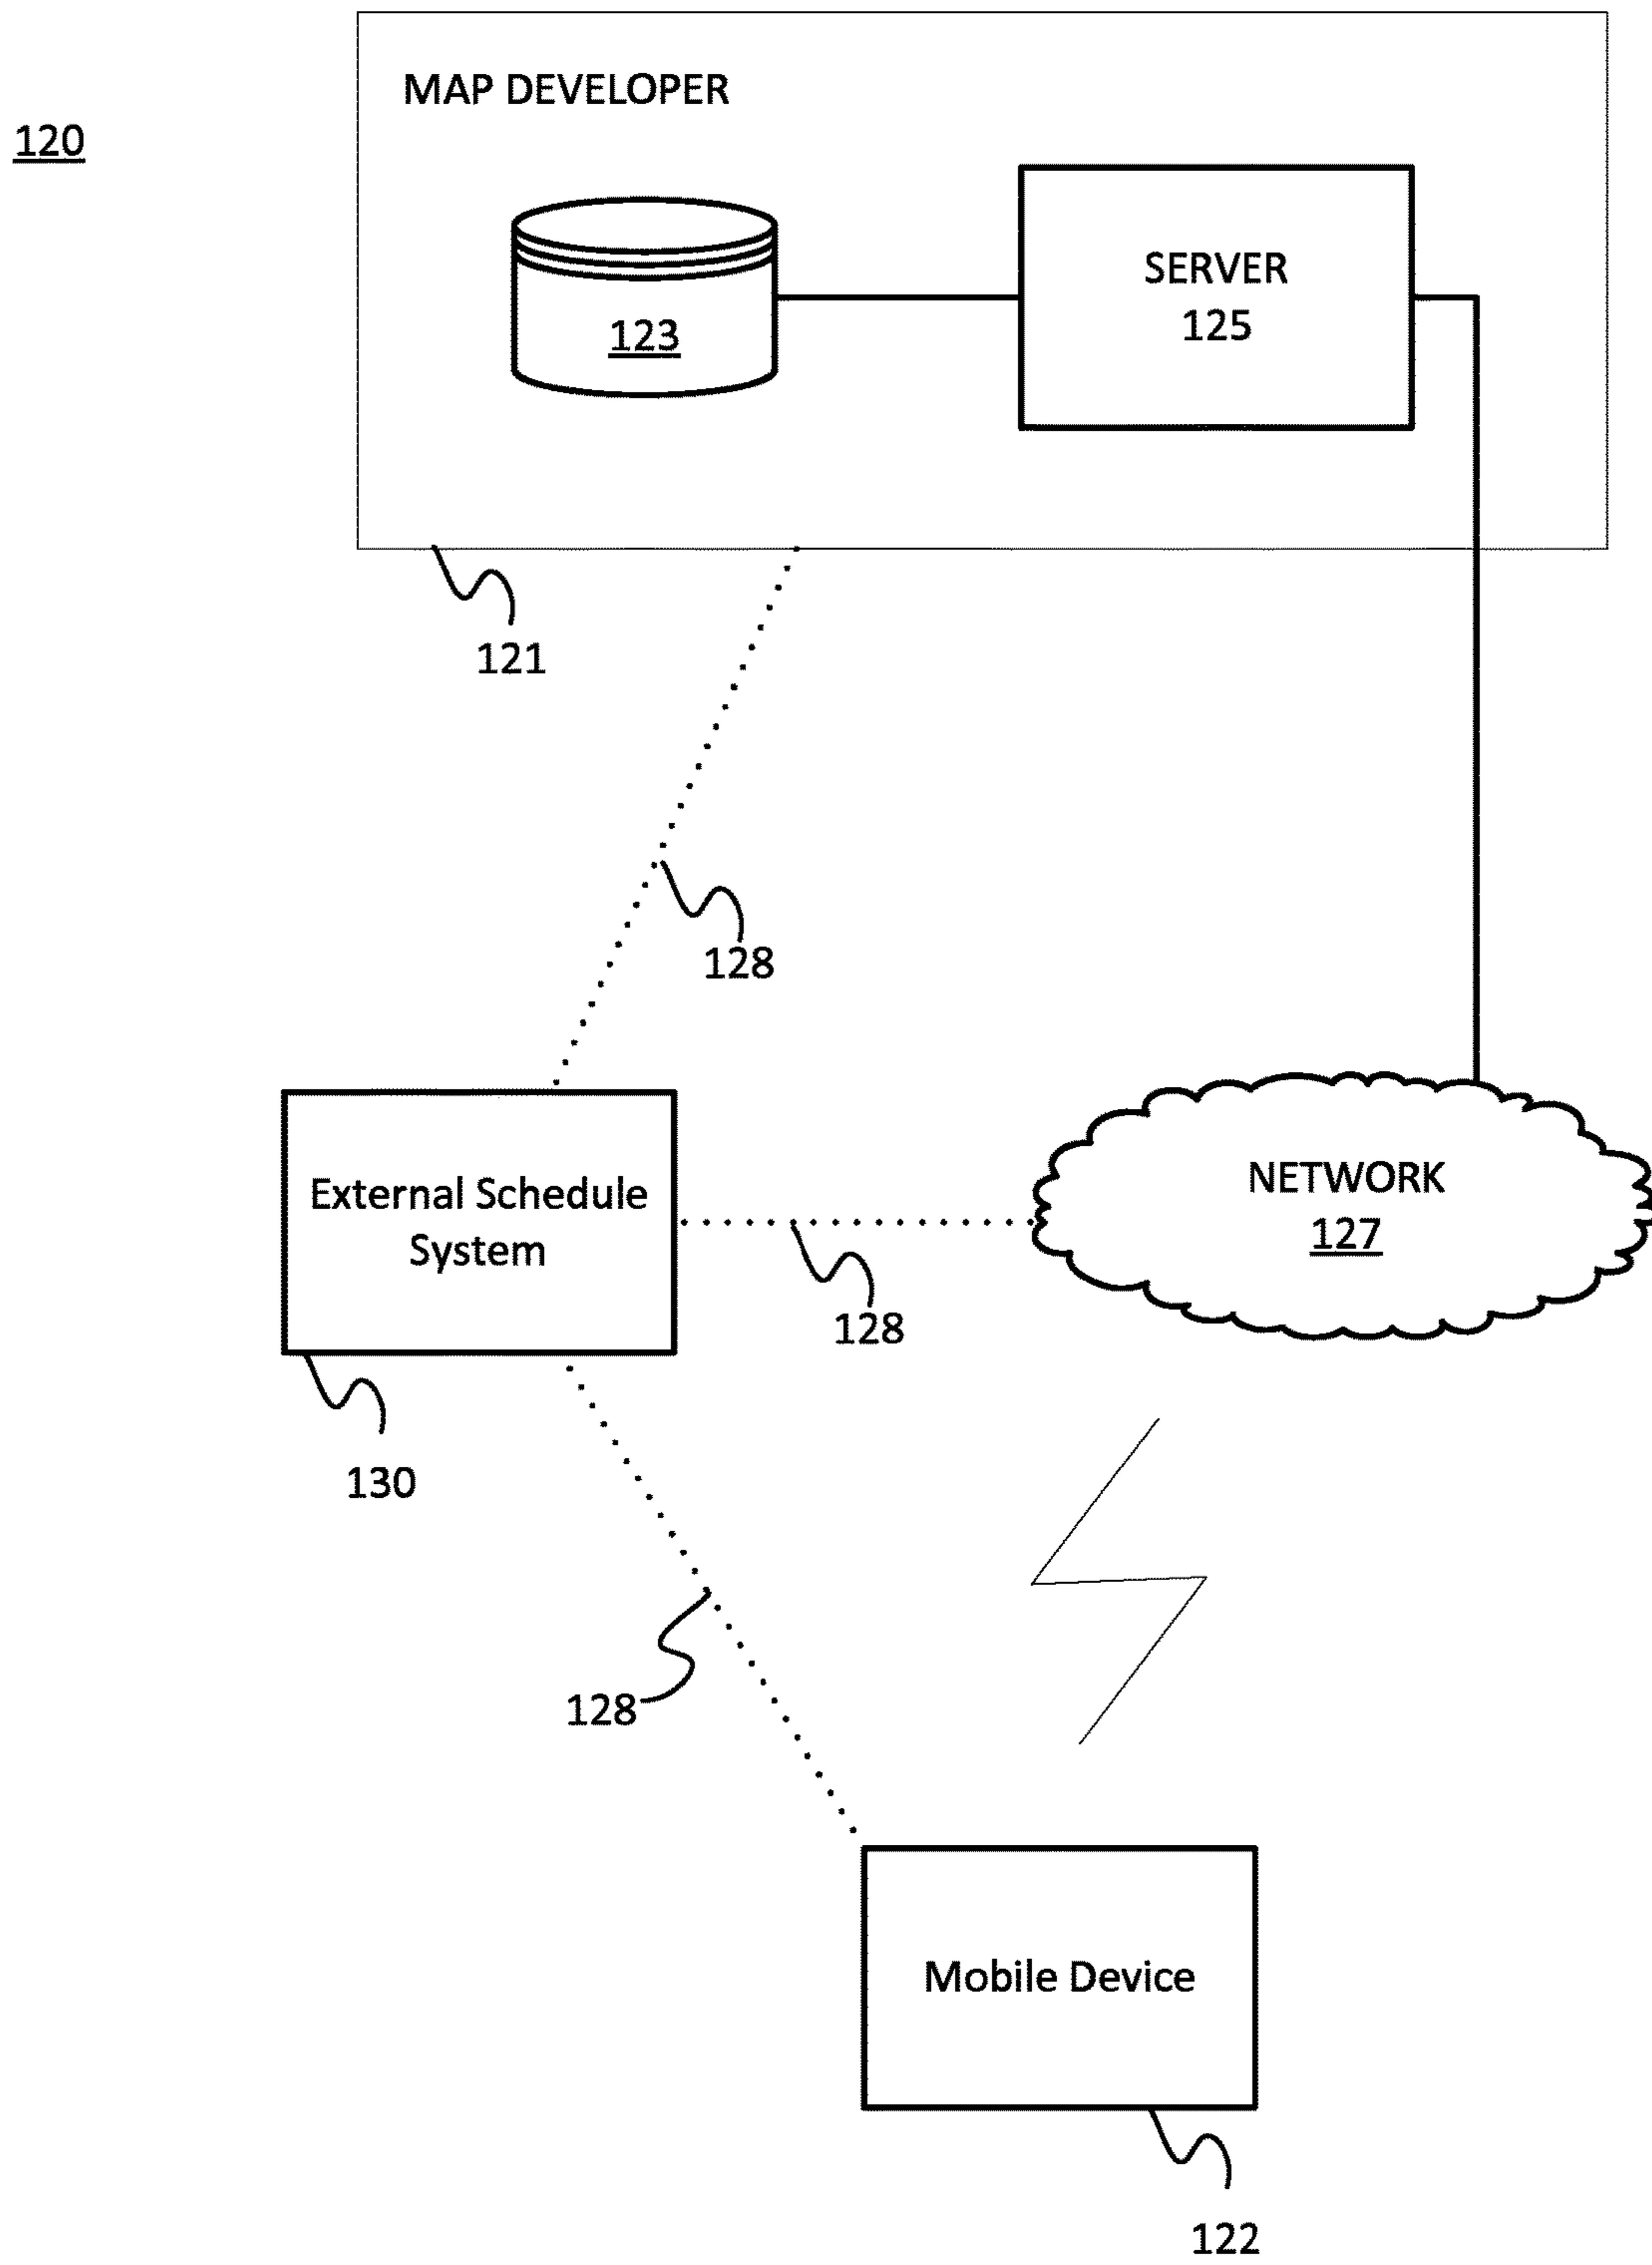 MAP DEVELOPER
120
SERVER
125
123
121
128
External Schedule
System
NETWORK
127
128
130
128
Mobile Device
122